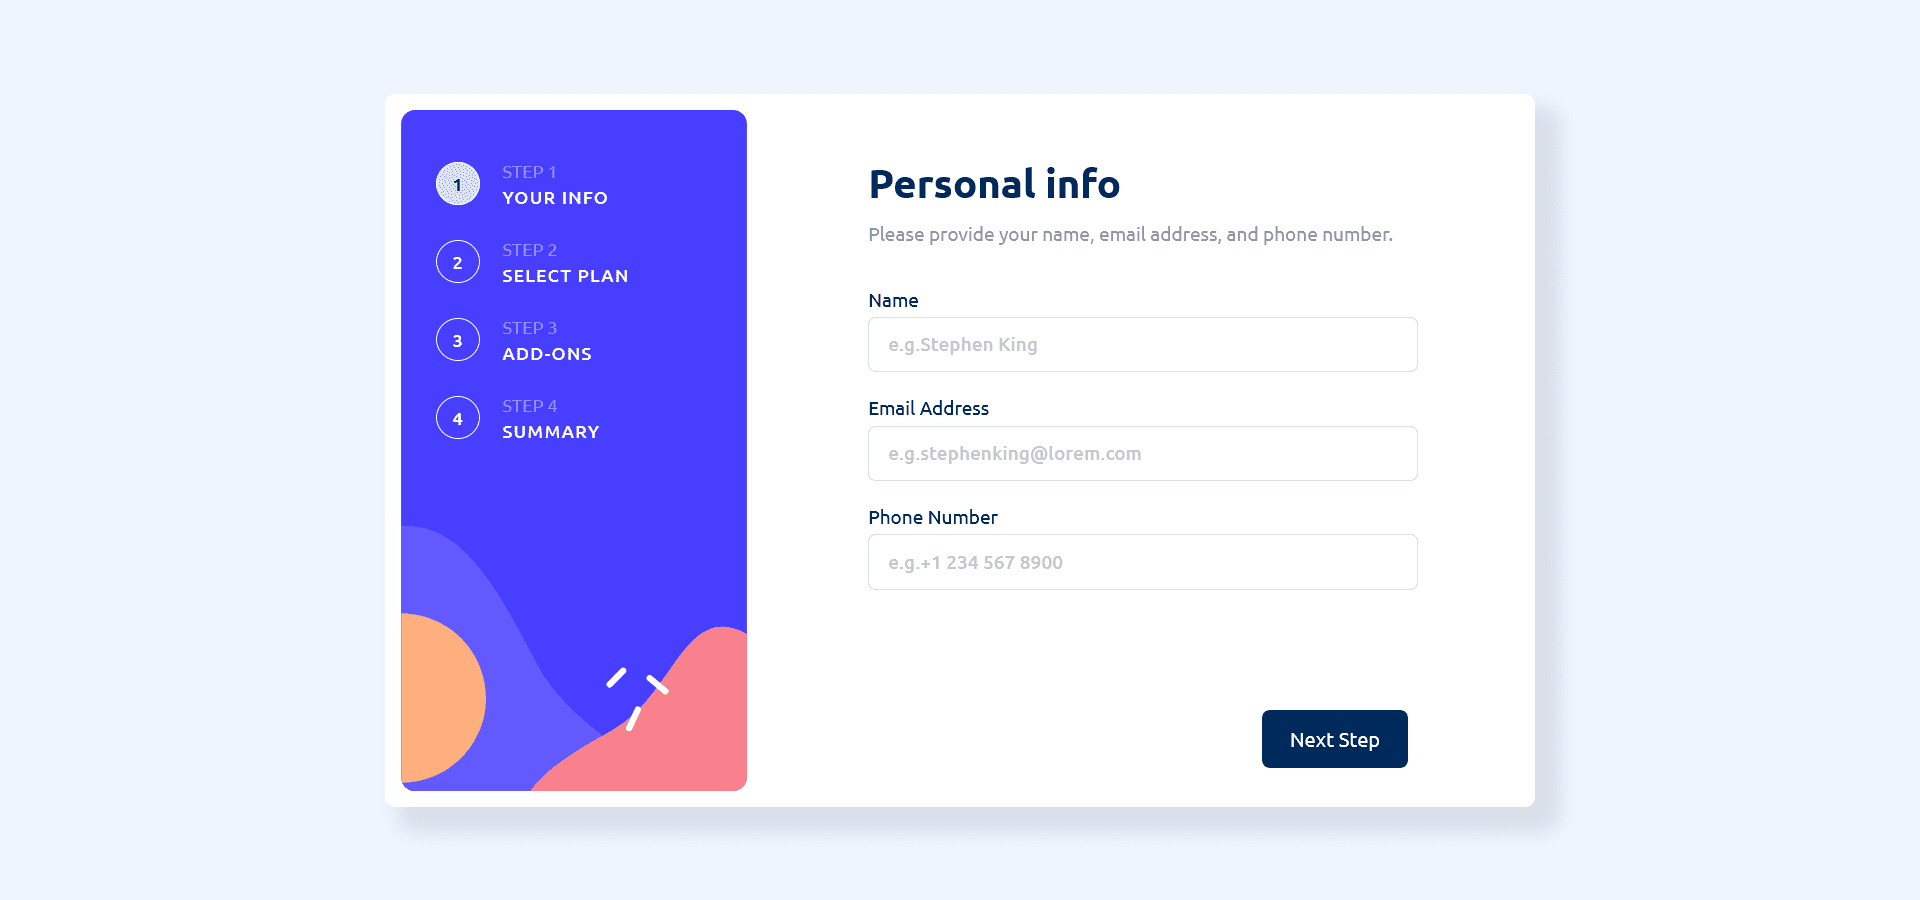 1
STEP 1
YOUR INFO
2
STEP 2
SELECT PLAN
3
STEP 3
ADD-ONS
4
STEP 4
SUMMARY
Personal info
Please provide your name, email address, and phone number.
Name
e.g.Stephen King
Email Address
e.g.stephenking@lorem.com
Phone Number
e.g.+1 234 567 8900
Next Step